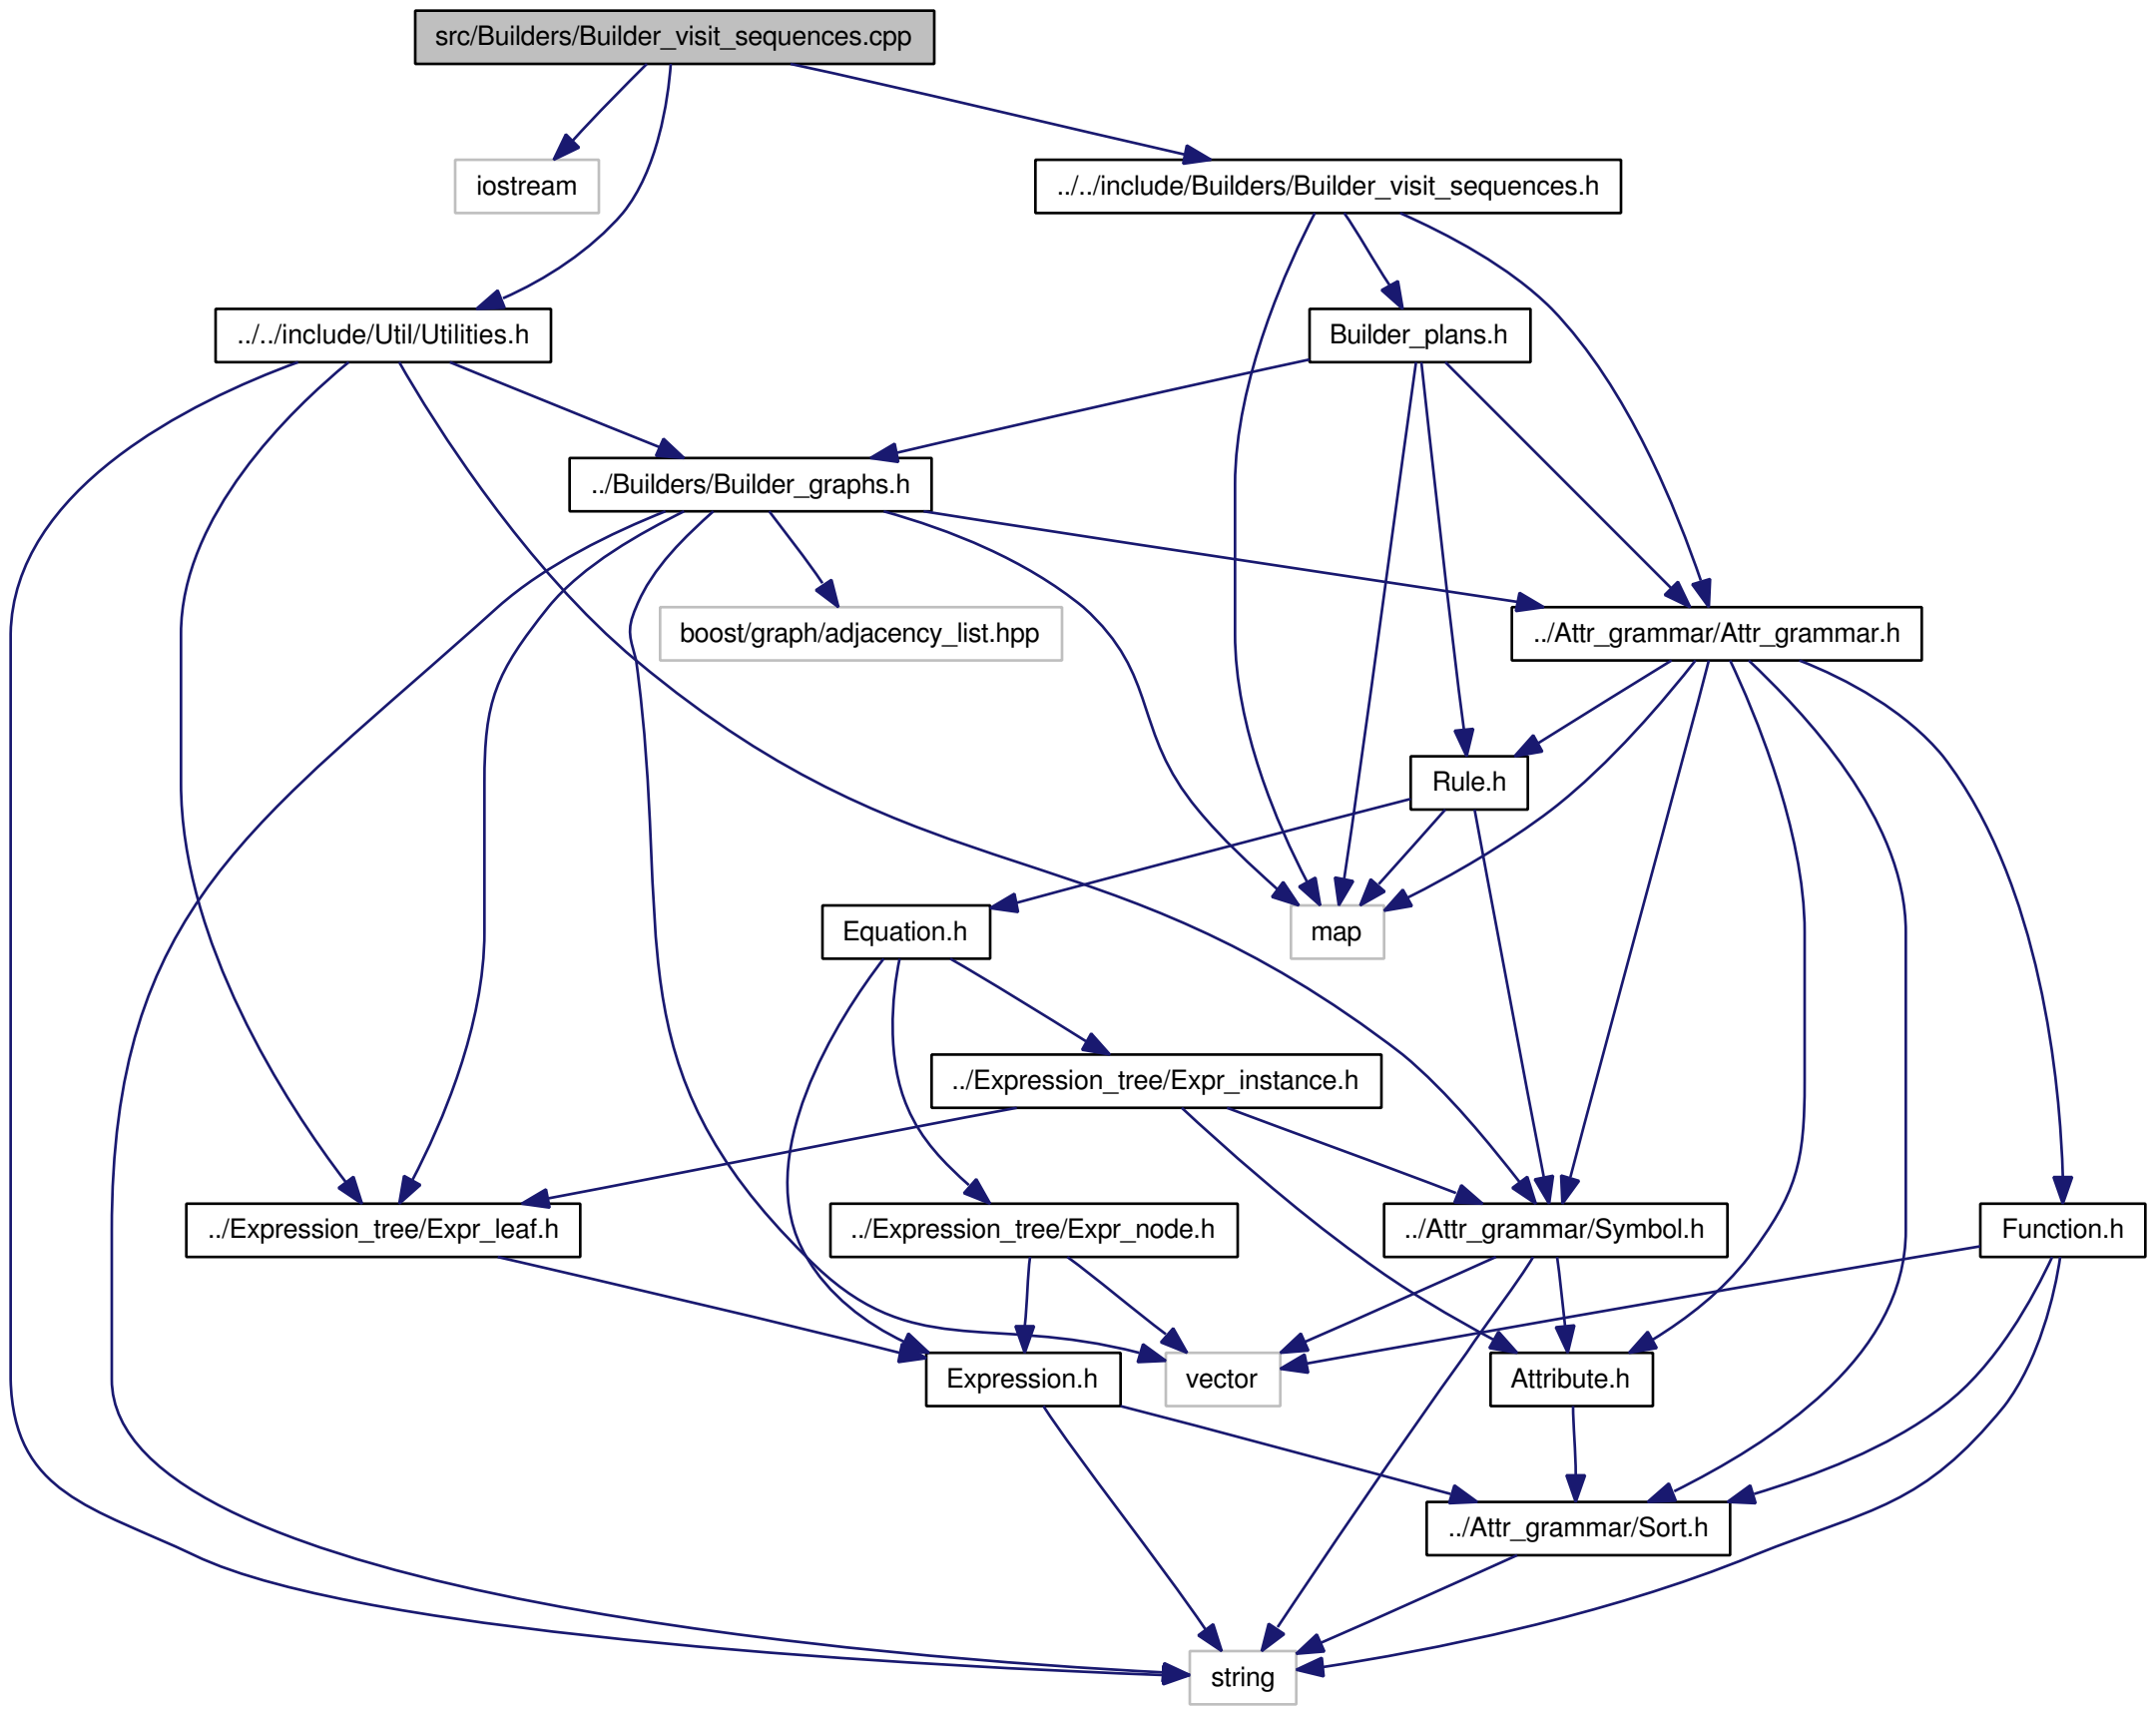 src/Builders/Builder_visit_sequences.cpp
iostream
../../include/Builders/Builder_visit_sequences.h
../../include/Util/Utilities.h
Builder_plans.h
../Builders/Builder_graphs.h
boost/graph/adjacency_list.hpp
../Attr_grammar/Attr_grammar.h
Rule.h
Equation.h
map
../Expression_tree/Expr_instance.h
../Expression_tree/Expr_leaf.h
../Expression_tree/Expr_node.h
../Attr_grammar/Symbol.h
Function.h
Expression.h
vector
Attribute.h
../Attr_grammar/Sort.h
string